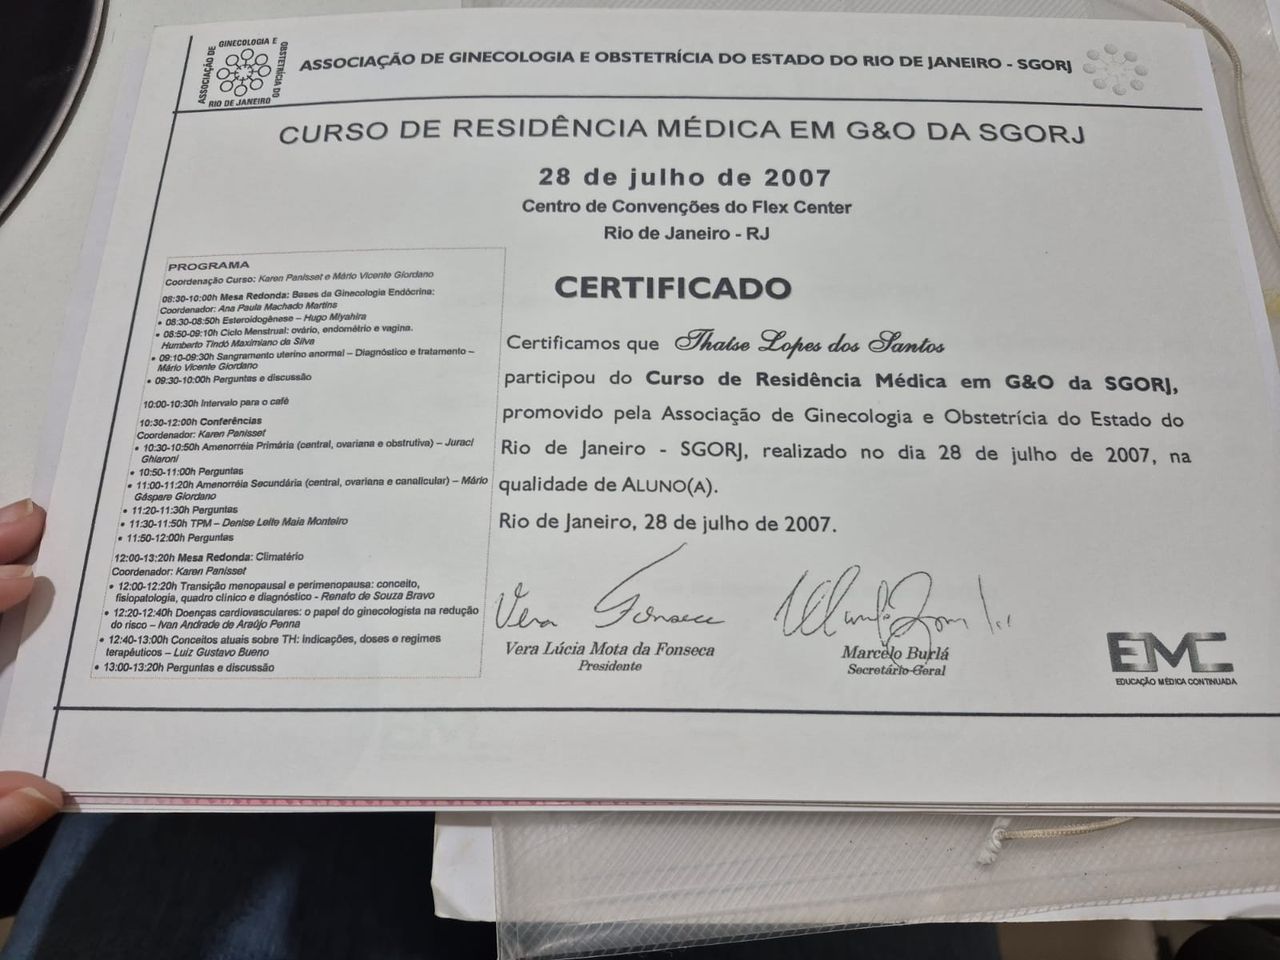 ASSOCIAÇÃO DE
GINECOLOGIA E
OBSTETRÍCIA DO
RIO DE JANEIRO
ASSOCIAÇÃO DE GINECOLOGIA E OBSTETRÍCIA DO ESTADO DO RIO DE JANEIRO - SGORJ
CURSO DE RESIDÊNCIA MÉDICA EM G&O DA SGORJ
28 de julho de 2007
Centro de Convenções do Flex Center
Rio de Janeiro - RJ
PROGRAMA
Coordenação Curso: Karen Panisset e Mário Vicente Giordano
08:30-10:00h Mesa Redonda: Bases da Ginecologia Endócrina:
Coordenador: Ana Paula Machado Martins
• 08:30-08:50h Esteroidogênese – Hugo Miyahira
• 08:50-09:10h Ciclo Menstrual: ovário, endométrio e vagina.
Humberto Tindó Maximiano da Silva
• 09:10-09:30h Sangramento uterino anormal – Diagnóstico e tratamento –
Mário Vicente Giordano
• 09:30-10:00h Perguntas e discussão
10:00-10:30h Intervalo para o café
10:30-12:00h Conferências
Coordenador: Karen Panisset
• 10:30-10:50h Amenorréia Primária (central, ovariana e obstrutiva) – Juraci
Ghiaroni
• 10:50-11:00h Perguntas
• 11:00-11:20h Amenorréia Secundária (central, ovariana e canalicular) – Mário
Gáspare Giordano
• 11:20-11:30h Perguntas
• 11:30-11:50h TPM – Denise Leite Maia Monteiro
• 11:50-12:00h Perguntas
12:00-13:20h Mesa Redonda: Climatério
Coordenador: Karen Panisset
• 12:00-12:20h Transição menopausal e perimenopausa: conceito,
fisiopatologia, quadro clínico e diagnóstico - Renato de Souza Bravo
• 12:20-12:40h Doenças cardiovasculares: o papel do ginecologista na redução
do risco – Ivan Andrade de Araújo Penna
• 12:40-13:00h Conceitos atuais sobre TH: indicações, doses e regimes
terapêuticos – Luiz Gustavo Bueno
• 13:00-13:20h Perguntas e discussão
CERTIFICADO
Certificamos que Thaise Lopes dos Santos
participou do Curso de Residência Médica em G&O da SGORJ,
promovido pela Associação de Ginecologia e Obstetrícia do Estado do
Rio de Janeiro - SGORJ, realizado no dia 28 de julho de 2007, na
qualidade de ALUNO(A).
Rio de Janeiro, 28 de julho de 2007.
Vera Fonseca
Vera Lúcia Mota da Fonseca
Presidente
Marcelo Burlá
Secretário-Geral
EMC
EDUCAÇÃO MÉDICA CONTINUADA